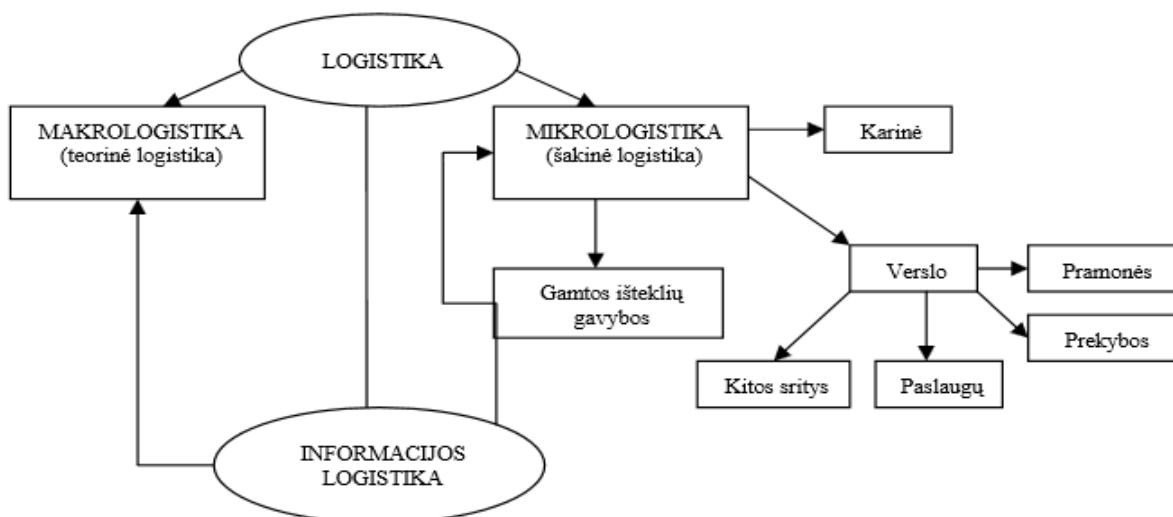 LOGISTIKA
MAKROLOGISTIKA
(teorinė logistika)
MIKROLOGISTIKA
(šakinė logistika)
Karinė
Gamtos išteklių
gavybos
Verslo
Pramonės
Prekybos
Kitos sritys
Paslaugų
INFORMACIJOS
LOGISTIKA